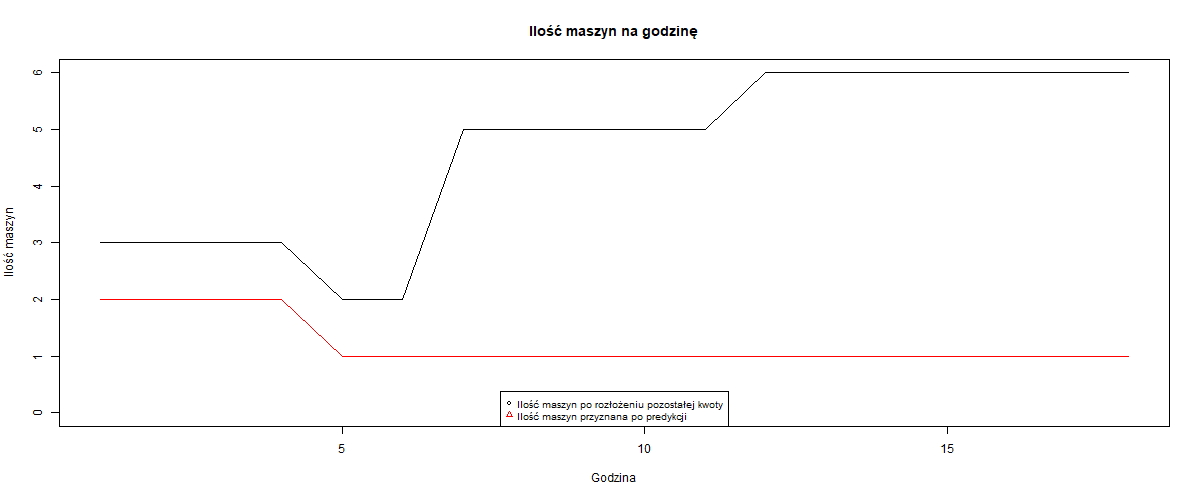 Ilość maszyn na godzinę
6
5
4
3
2
1
0
Ilość maszyn
Ilość maszyn po rozłożeniu pozostałej kwoty
Ilość maszyn przyznana po predykcji
5 10 15
Godzina